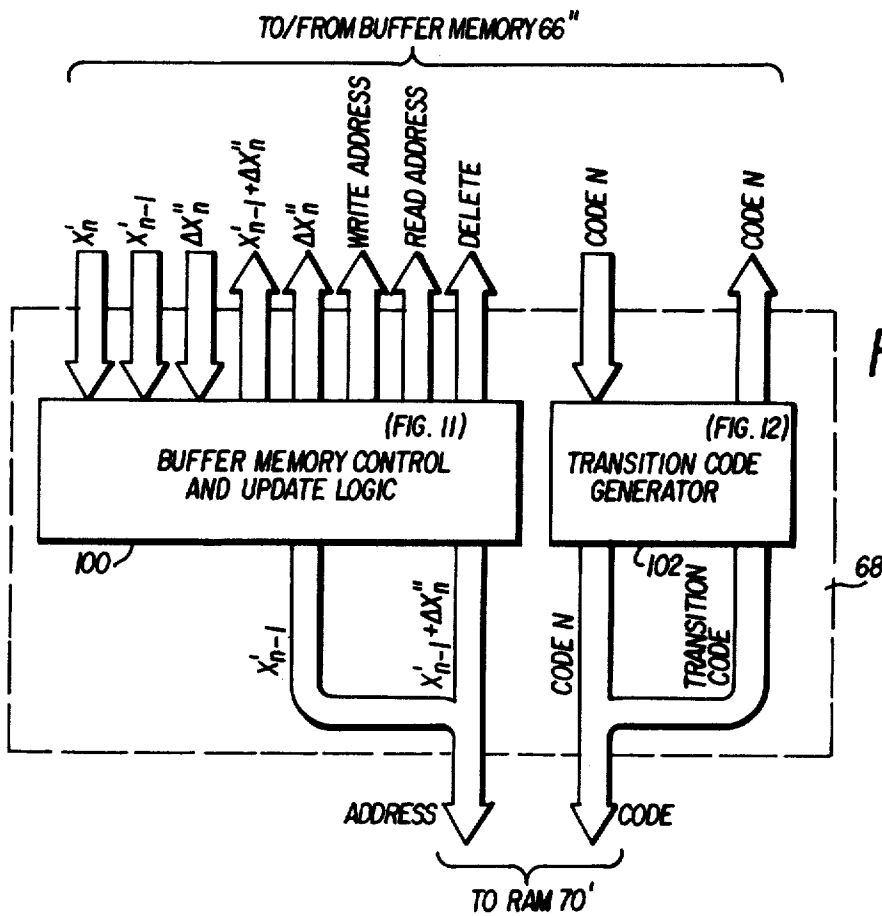 TO/FROM BUFFER MEMORY 66"
X'n
X'n-1
ΔX"n
X'n-1 + ΔX"n
ΔX"n
WRITE ADDRESS
READ ADDRESS
DELETE
CODE N
CODE N
(FIG. 11)
BUFFER MEMORY CONTROL
AND UPDATE LOGIC
(FIG. 12)
TRANSITION CODE
GENERATOR
100
102
68
X'n-1
X'n-1 + ΔX"n
CODE N
TRANSITION
CODE
ADDRESS
CODE
TO RAM 70'